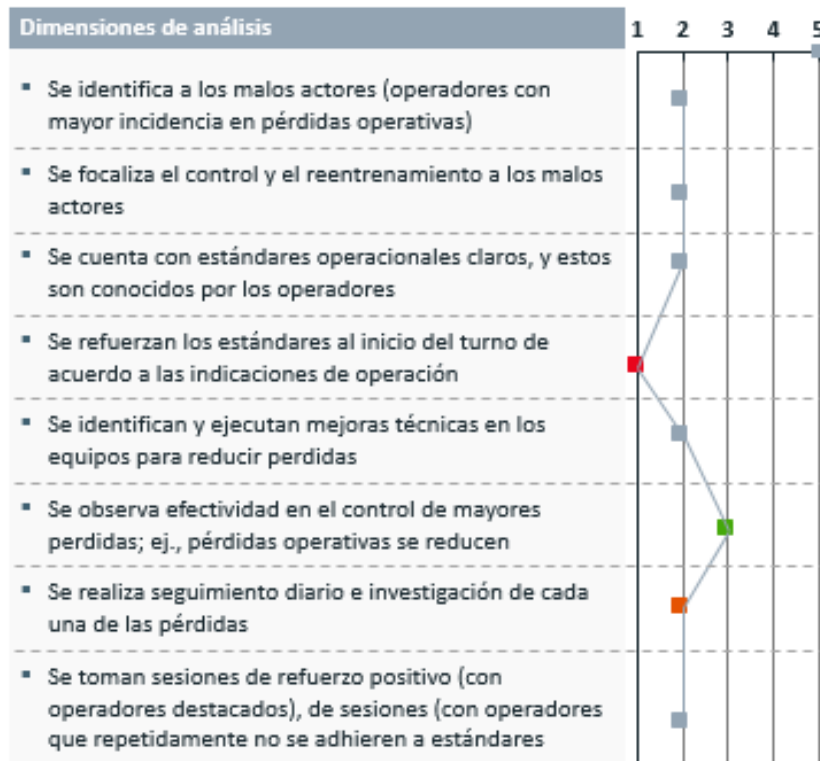 Dimensiones de análisis
1 2 3 4 5
▪ Se identifica a los malos actores (operadores con
mayor incidencia en pérdidas operativas)
▪ Se focaliza el control y el reentrenamiento a los malos
actores
▪ Se cuenta con estándares operacionales claros, y estos
son conocidos por los operadores
▪ Se refuerzan los estándares al inicio del turno de
acuerdo a las indicaciones de operación
▪ Se identifican y ejecutan mejoras técnicas en los
equipos para reducir perdidas
▪ Se observa efectividad en el control de mayores
perdidas; ej., pérdidas operativas se reducen
▪ Se realiza seguimiento diario e investigación de cada
una de las pérdidas
▪ Se toman sesiones de refuerzo positivo (con
operadores destacados), de sesiones (con operadores
que repetidamente no se adhieren a estándares